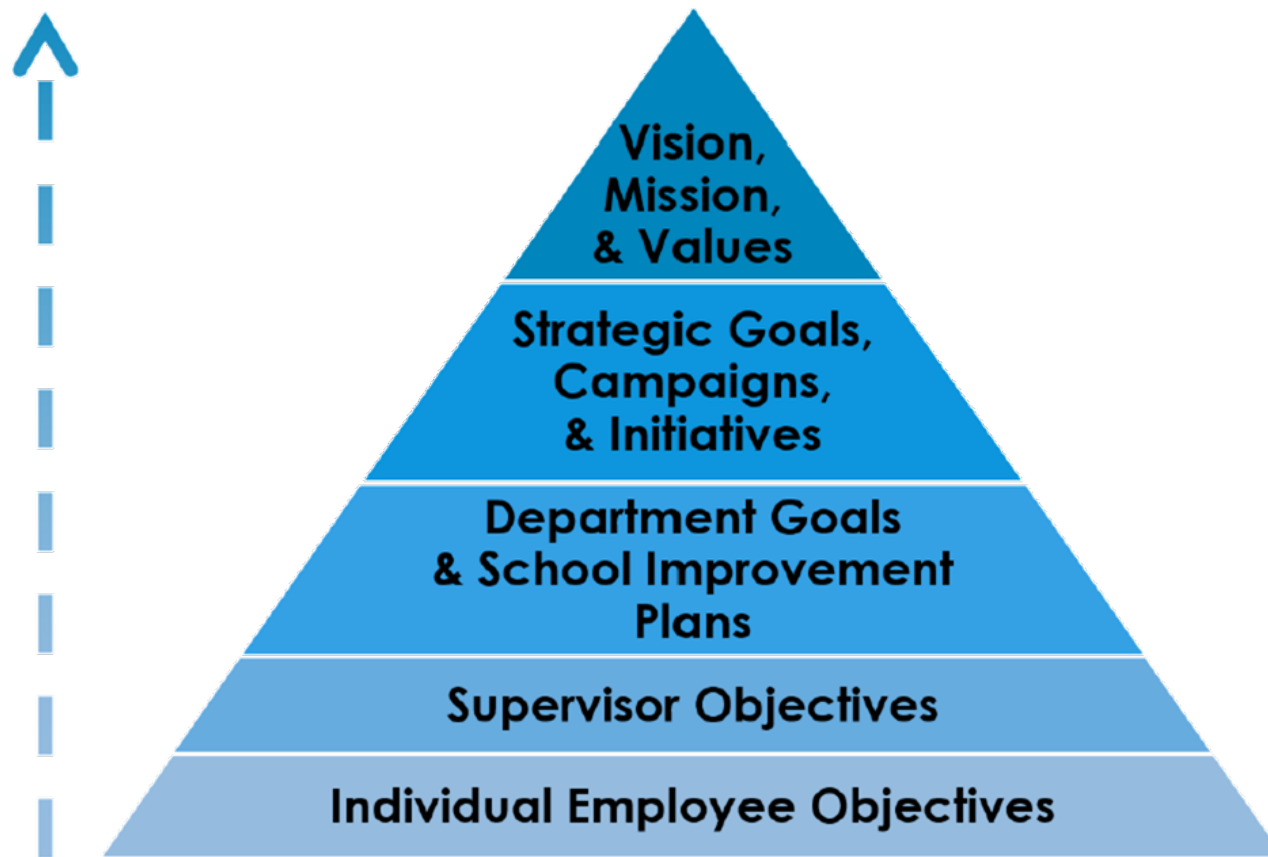 Vision,
Mission,
& Values
Strategic Goals,
Campaigns,
& Initiatives
Department Goals
& School Improvement
Plans
Supervisor Objectives
Individual Employee Objectives